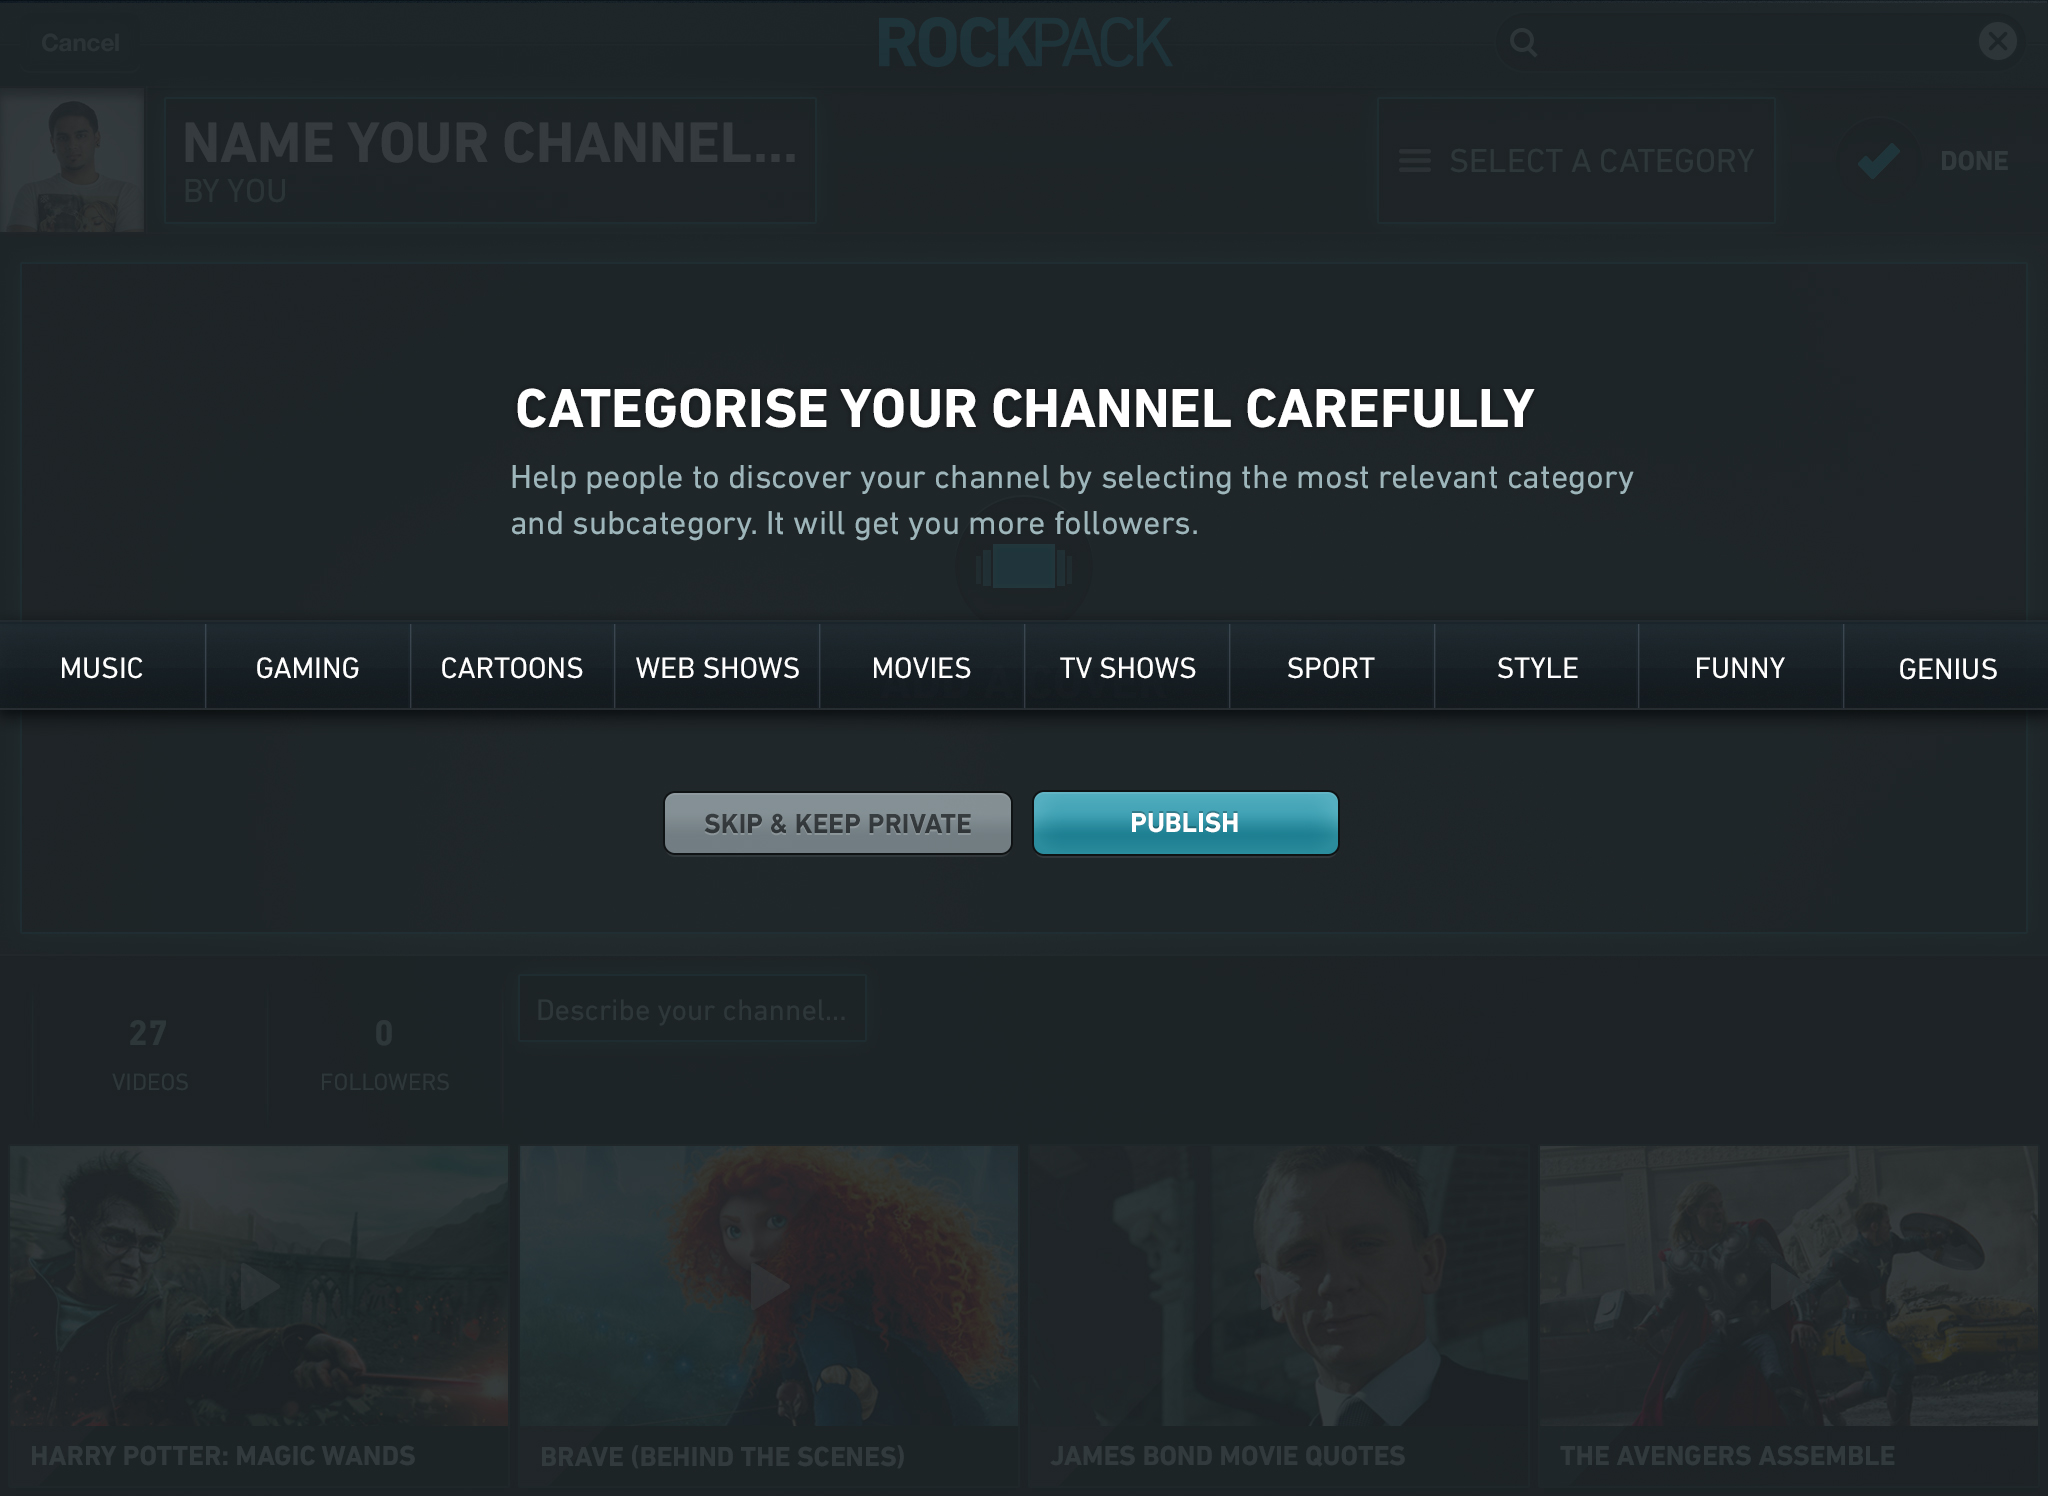 Cancel
ROCKPACK
NAME YOUR CHANNEL...
BY YOU
SELECT A CATEGORY
DONE
CATEGORISE YOUR CHANNEL CAREFULLY
Help people to discover your channel by selecting the most relevant category
and subcategory. It will get you more followers.
MUSIC
GAMING
CARTOONS
WEB SHOWS
MOVIES
TV SHOWS
SPORT
STYLE
FUNNY
GENIUS
SKIP & KEEP PRIVATE
PUBLISH
Describe your channel...
27
0
VIDEOS
FOLLOWERS
HARRY POTTER: MAGIC WANDS
BRAVE (BEHIND THE SCENES)
JAMES BOND MOVIE QUOTES
THE AVENGERS ASSEMBLE